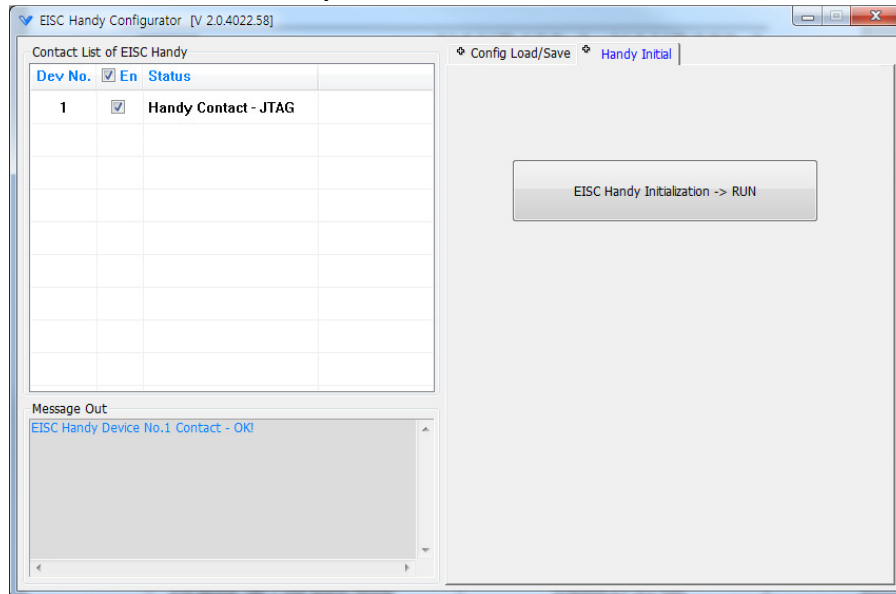 EISC Handy Configurator [V 2.0.4022.58]
Contact List of EISC Handy
Dev No. En Status
1 Handy Contact - JTAG
Message Out
EISC Handy Device No.1 Contact - OK!
Config Load/Save Handy Initial
EISC Handy Initialization -> RUN